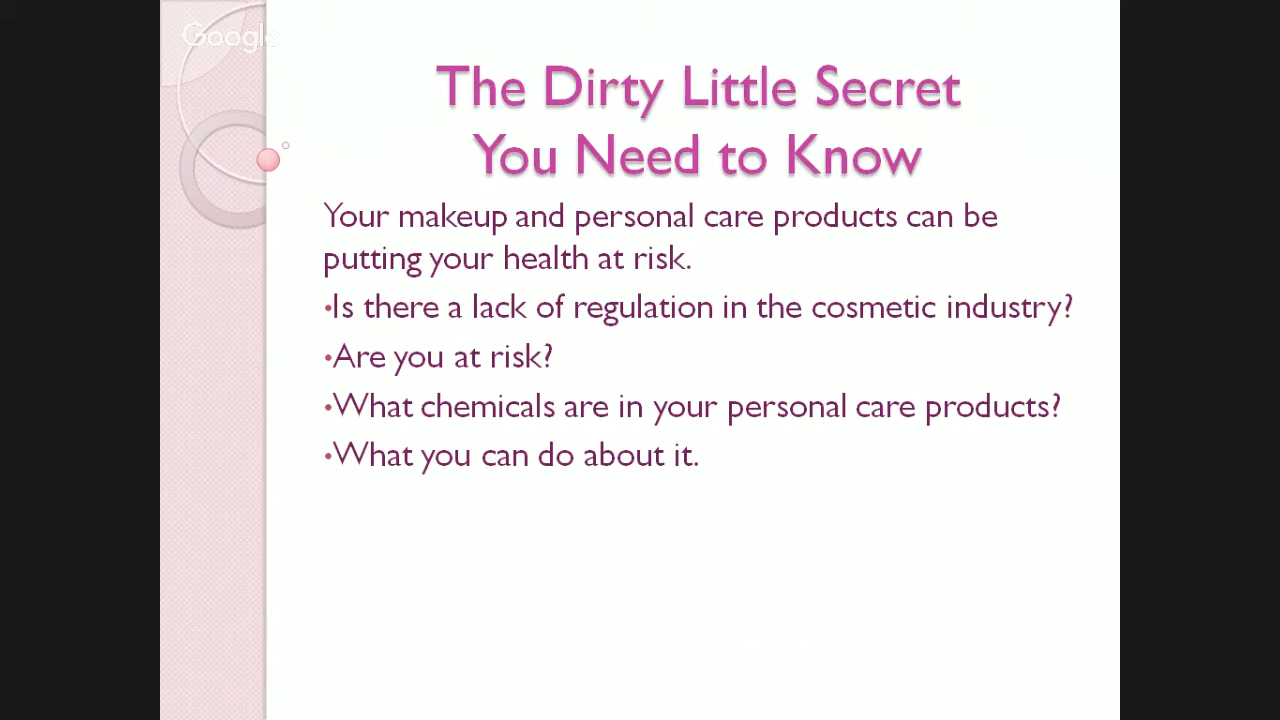 Google
The Dirty Little Secret
You Need to Know
Your makeup and personal care products can be
putting your health at risk.
•Is there a lack of regulation in the cosmetic industry?
•Are you at risk?
•What chemicals are in your personal care products?
•What you can do about it.